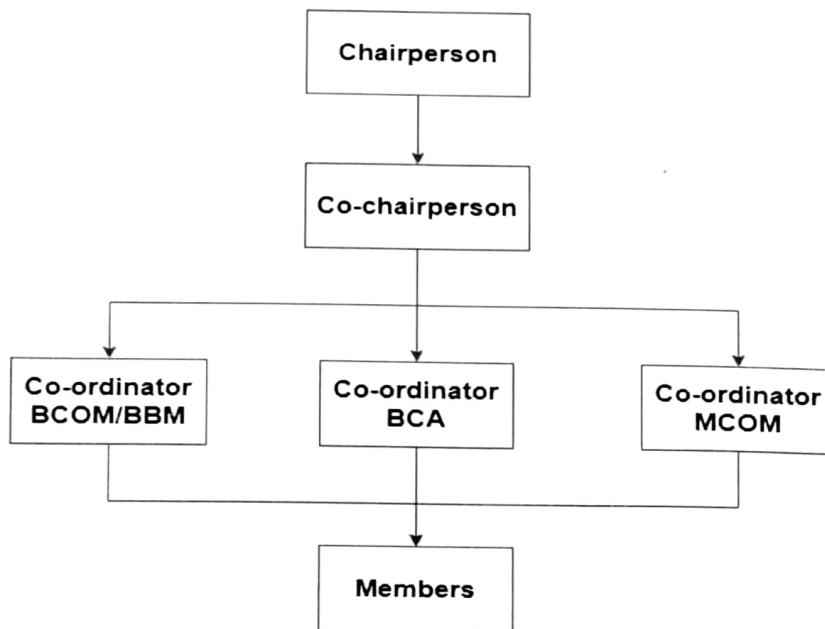 Chairperson
Co-chairperson
Co-ordinator
BCOM/BBM
Co-ordinator
BCA
Co-ordinator
MCOM
Members